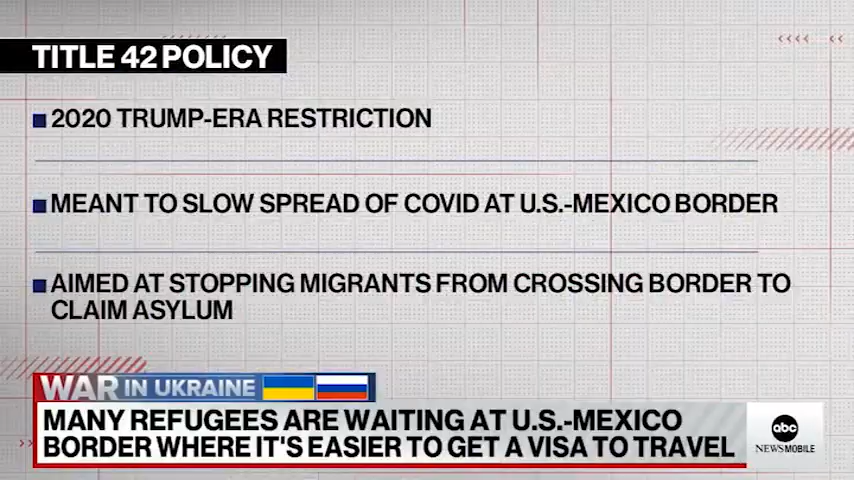 TITLE 42 POLICY
2020 TRUMP-ERA RESTRICTION
MEANT TO SLOW SPREAD OF COVID AT U.S.-MEXICO BORDER
AIMED AT STOPPING MIGRANTS FROM CROSSING BORDER TO
CLAIM ASYLUM
WAR IN UKRAINE
MANY REFUGEES ARE WAITING AT U.S.-MEXICO
BORDER WHERE IT'S EASIER TO GET A VISA TO TRAVEL
abc
NEWS MOBILE